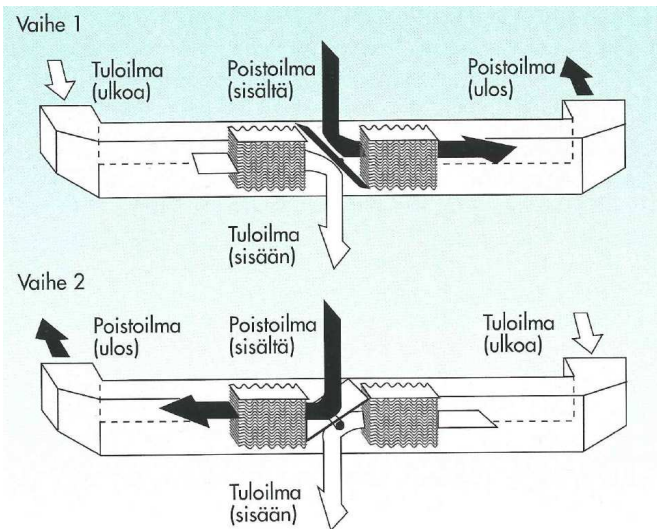 Vaihe 1
Tuloilma
(ulkoa)
Poistoilma
(sisältä)
Poistoilma
(ulos)
Tuloilma
(sisään)
Vaihe 2
Poistoilma
(ulos)
Poistoilma
(sisältä)
Tuloilma
(ulkoa)
Tuloilma
(sisään)